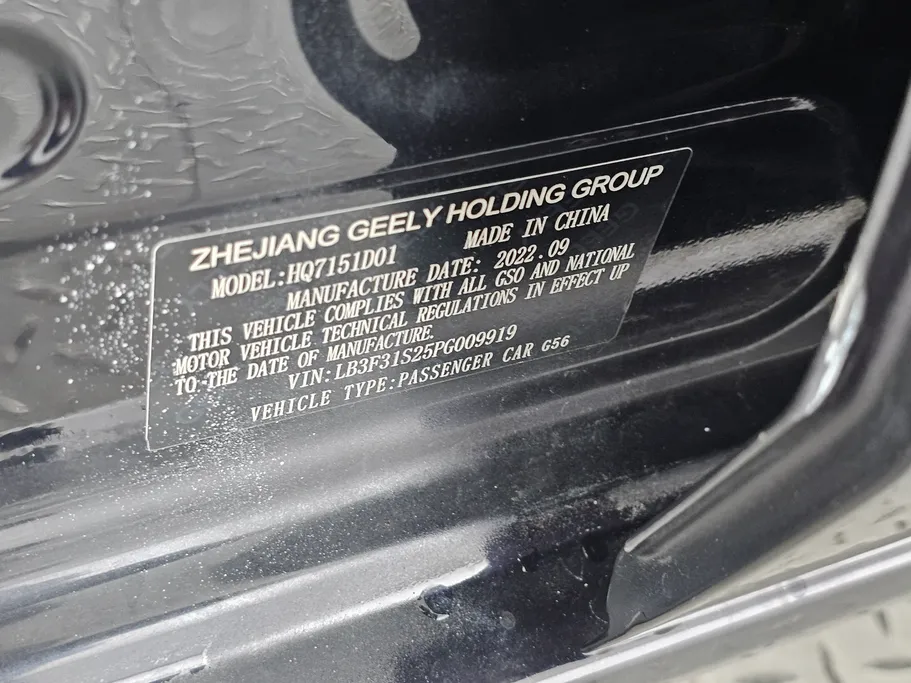 ZHEJIANG GEELY HOLDING GROUP
MODEL:HQ7151D01 MADE IN CHINA
MANUFACTURE DATE: 2022.09
THIS VEHICLE COMPLIES WITH ALL GSO AND NATIONAL
MOTOR VEHICLE TECHNICAL REGULATIONS IN EFFECT UP
TO THE DATE OF MANUFACTURE.
VIN:LB3F31S25PG009919
VEHICLE TYPE:PASSENGER CAR G56